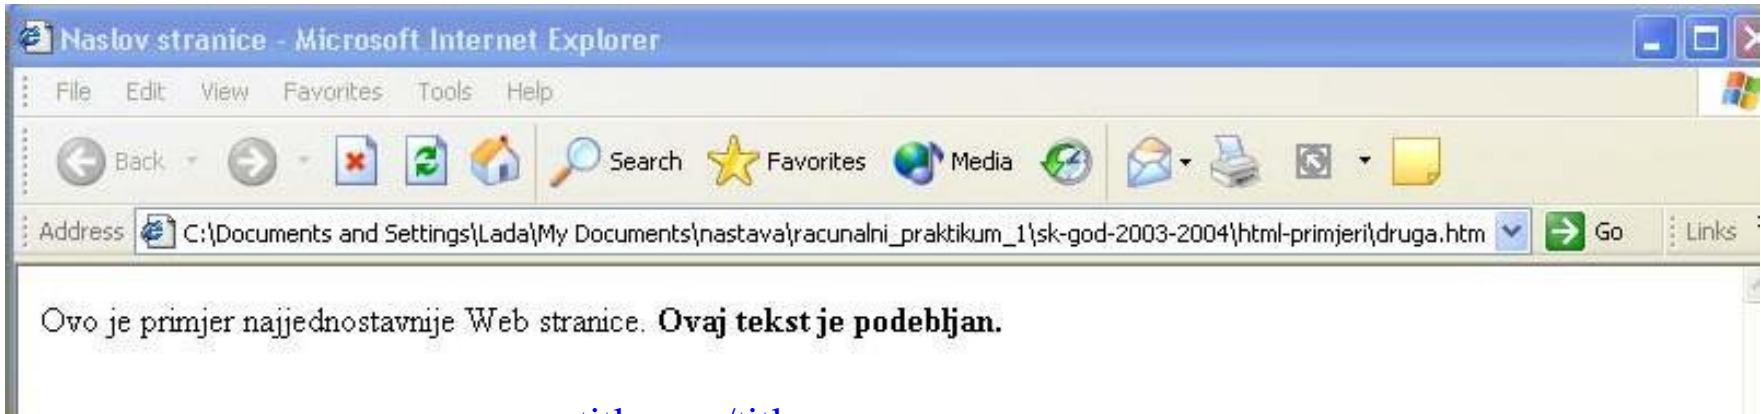 Naslov stranice - Microsoft Internet Explorer
File Edit View Favorites Tools Help
Back Search Favorites Media
Address C:\Documents and Settings\Lada\My Documents\nastava\racunalni_praktikum_1\sk-god-2003-2004\html-primjeri\druga.htm Go Links
Ovo je primjer najjednostavnije Web stranice. Ovaj tekst je podebljan.